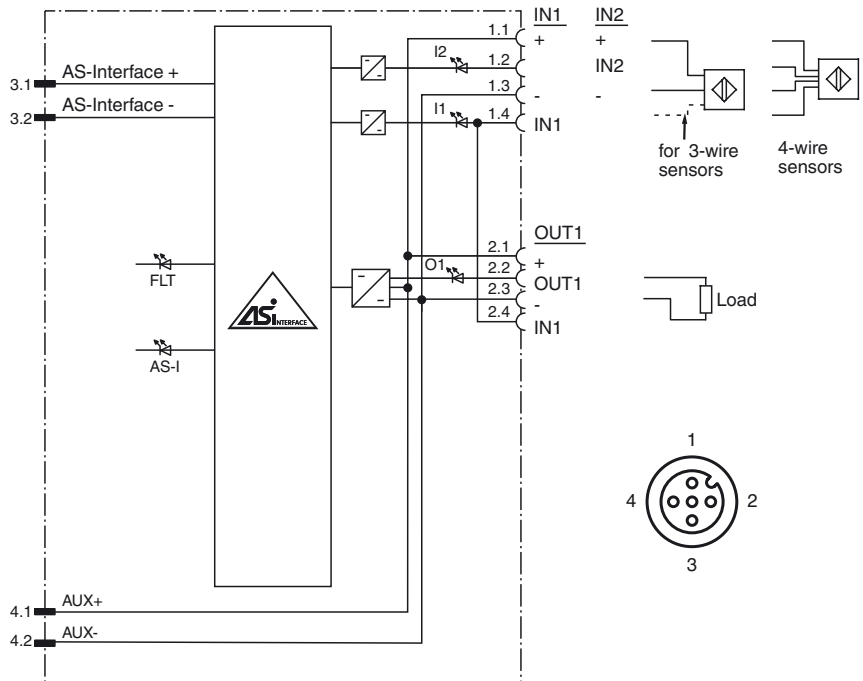 IN1 IN2
1.1 + +
I2 1.2 IN2
3.1 AS-Interface +
1.3 - -
3.2 AS-Interface -
I1 1.4 IN1
for 3-wire
sensors
4-wire
sensors
OUT1
2.1 +
O1 2.2 OUT1
2.3 -
2.4 IN1
Load
FLT
ASi INTERFACE
AS-I
1
4 2
3
4.1 AUX+
4.2 AUX-